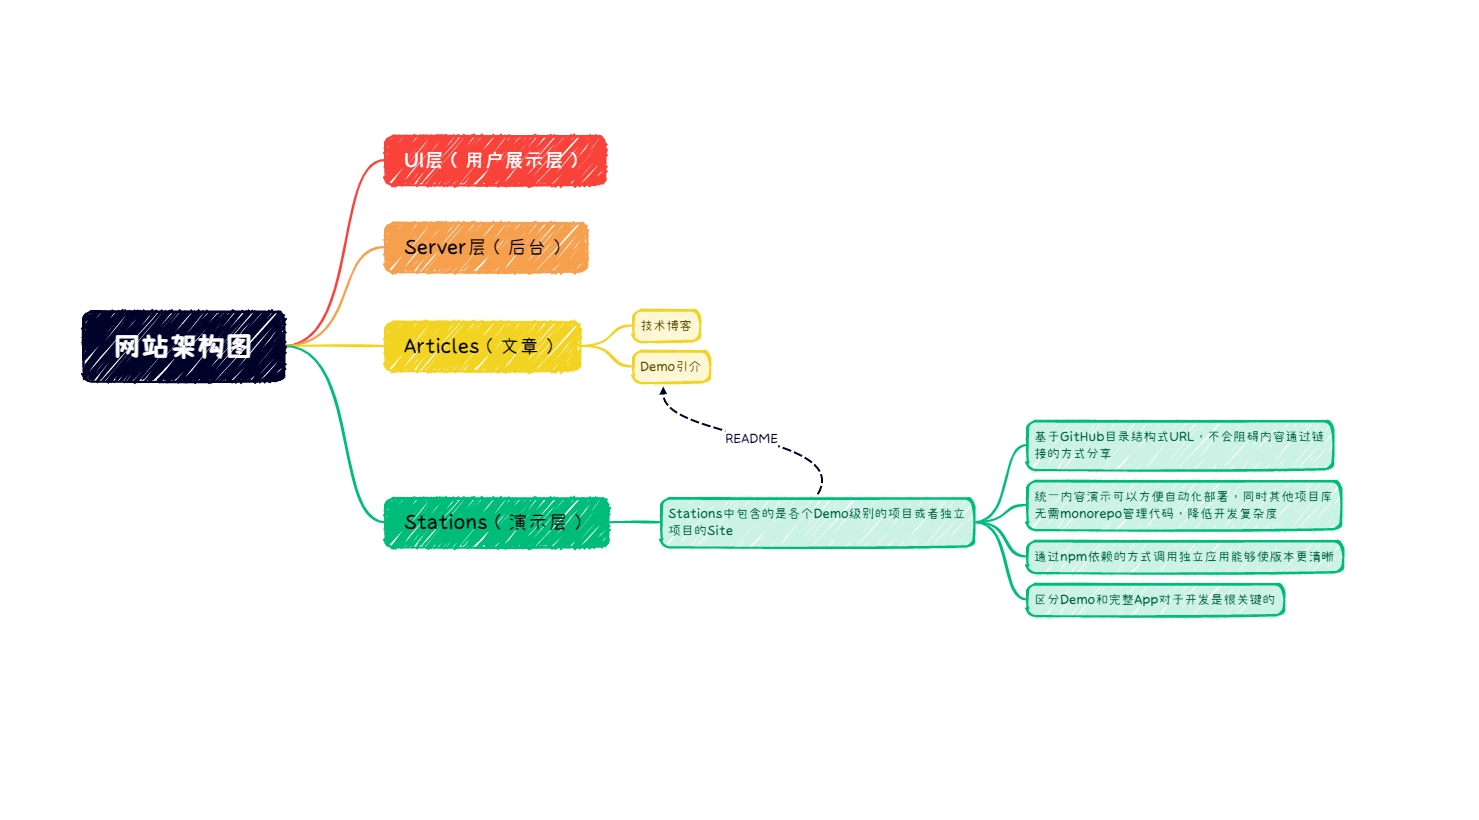 网站架构图
UI层（用户展示层）
Server层（后台）
Articles（文章）
技术博客
Demo引介
README
Stations（演示层）
Stations中包含的是各个Demo级别的项目或者独立
项目的Site
基于GitHub目录结构式URL，不会阻碍内容通过链
接的方式分享
统一内容演示可以方便自动化部署，同时其他项目库
无需monorepo管理代码，降低开发复杂度
通过npm依赖的方式调用独立应用能够使版本更清晰
区分Demo和完整App对于开发是很关键的